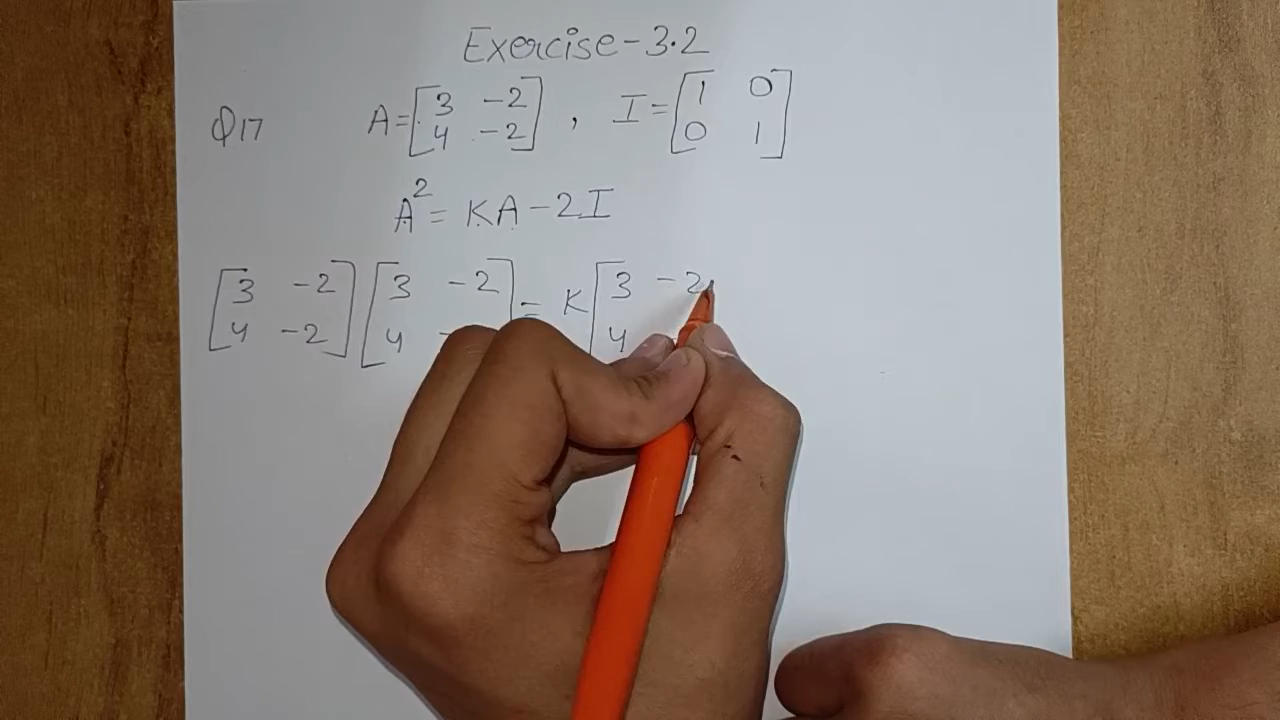 Exercise-3.2
Q17 A=[3 -2 4 -2], I=[1 0 0 1]
A²= KA-2I
[3 -2 4 -2][3 -2 4 -]= K[3 -2 4